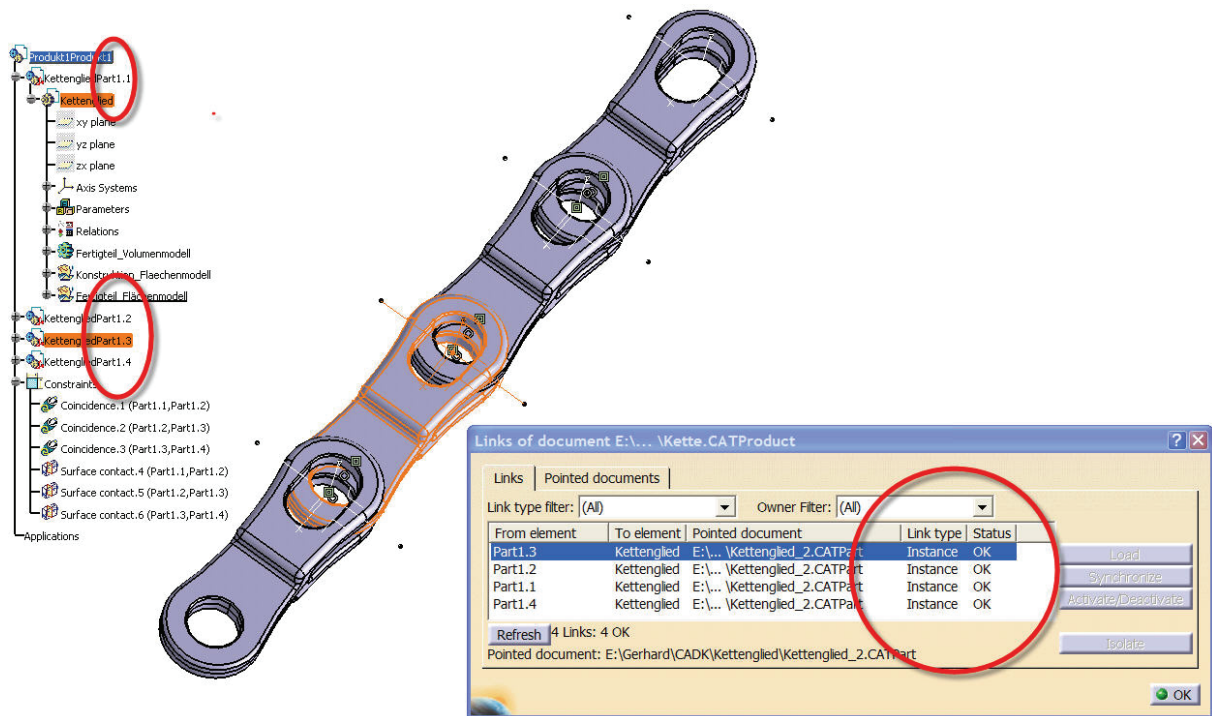 Produkt1Produkt1
KettengliedPart1.1
Kettenglied
xy plane
yz plane
zx plane
Axis Systems
Parameters
Relations
Fertigteil_Volumenmodell
Konstruktion_Flaechenmodell
Fertigteil_Flächenmodell
KettengliedPart1.2
KettengliedPart1.3
KettengliedPart1.4
Constraints
Coincidence.1 (Part1.1,Part1.2)
Coincidence.2 (Part1.2,Part1.3)
Coincidence.3 (Part1.3,Part1.4)
Surface contact.4 (Part1.1,Part1.2)
Surface contact.5 (Part1.2,Part1.3)
Surface contact.6 (Part1.3,Part1.4)
Applications
Links of document E:\... \Kette.CATProduct
Links Pointed documents
Link type filter: (All) Owner Filter: (All)
From element To element Pointed document Link type Status
Part1.3 Kettenglied E:\... \Kettenglied_2.CATPart Instance OK
Part1.2 Kettenglied E:\... \Kettenglied_2.CATPart Instance OK
Part1.1 Kettenglied E:\... \Kettenglied_2.CATPart Instance OK
Part1.4 Kettenglied E:\... \Kettenglied_2.CATPart Instance OK
Load
Synchronize
Activate/Deactivate
Isolate
Refresh 4 Links: 4 OK
Pointed document: E:\Gerhard\CADK\Kettenglied\Kettenglied_2.CATPart
OK